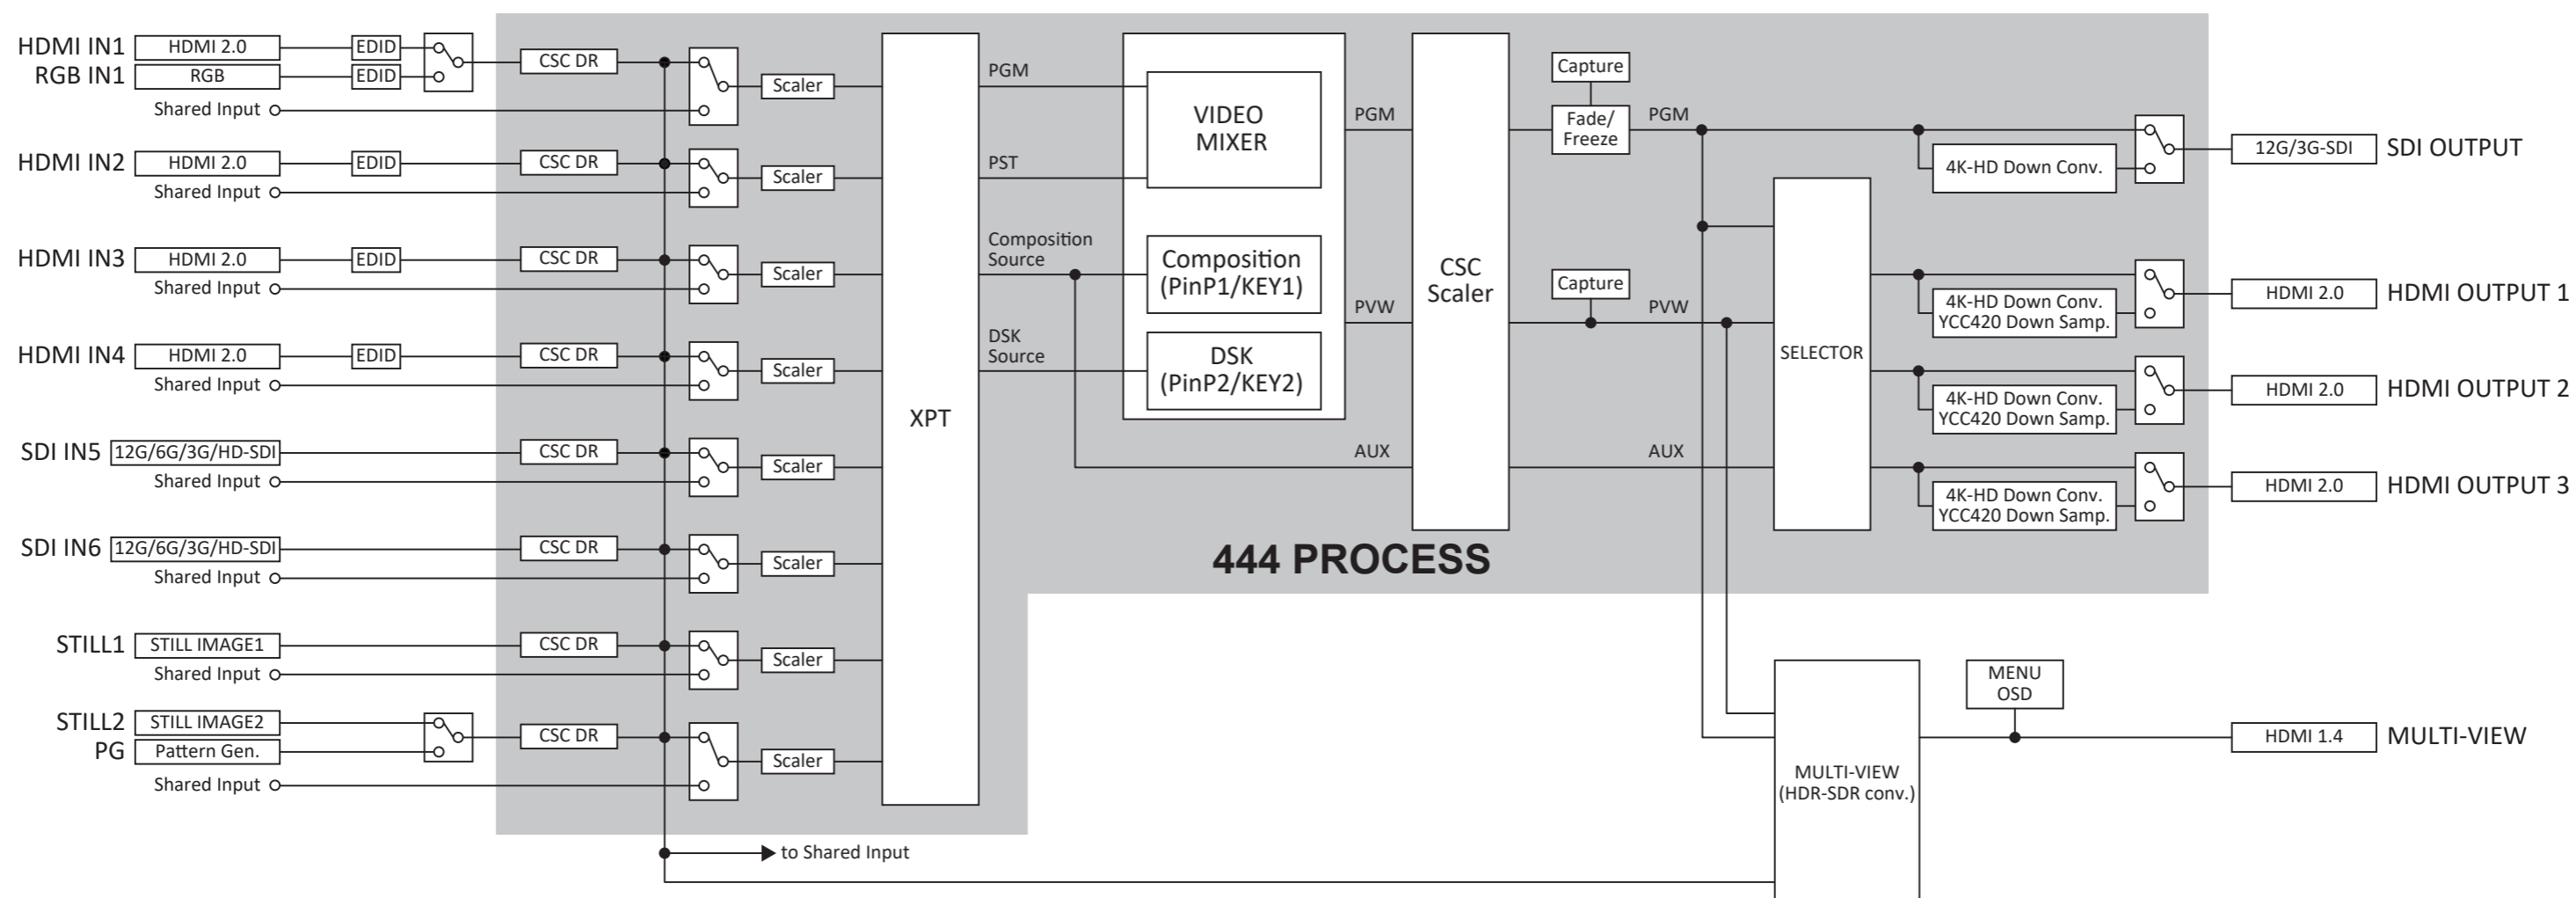 HDMI IN1 HDMI 2.0 EDID
RGB IN1 RGB EDID
CSC DR
Scaler
Shared Input
HDMI IN2 HDMI 2.0 EDID CSC DR
Scaler
Shared Input
HDMI IN3 HDMI 2.0 EDID CSC DR
Scaler
Shared Input
HDMI IN4 HDMI 2.0 EDID CSC DR
Scaler
Shared Input
SDI IN5 12G/6G/3G/HD-SDI CSC DR
Scaler
Shared Input
SDI IN6 12G/6G/3G/HD-SDI CSC DR
Scaler
Shared Input
STILL1 STILL IMAGE1 CSC DR
Scaler
Shared Input
STILL2 STILL IMAGE2
PG Pattern Gen.
CSC DR
Scaler
Shared Input
to Shared Input
XPT
PGM
PST
Composition
Source
DSK
Source
VIDEO
MIXER
Composition
(PinP1/KEY1)
DSK
(PinP2/KEY2)
PGM
PVW
AUX
CSC
Scaler
Capture
Fade/
Freeze
PGM
Capture
PVW
AUX
SELECTOR
444 PROCESS
4K-HD Down Conv.
12G/3G-SDI SDI OUTPUT
4K-HD Down Conv.
YCC420 Down Samp.
HDMI 2.0 HDMI OUTPUT 1
4K-HD Down Conv.
YCC420 Down Samp.
HDMI 2.0 HDMI OUTPUT 2
4K-HD Down Conv.
YCC420 Down Samp.
HDMI 2.0 HDMI OUTPUT 3
MULTI-VIEW
(HDR-SDR conv.)
MENU
OSD
HDMI 1.4 MULTI-VIEW